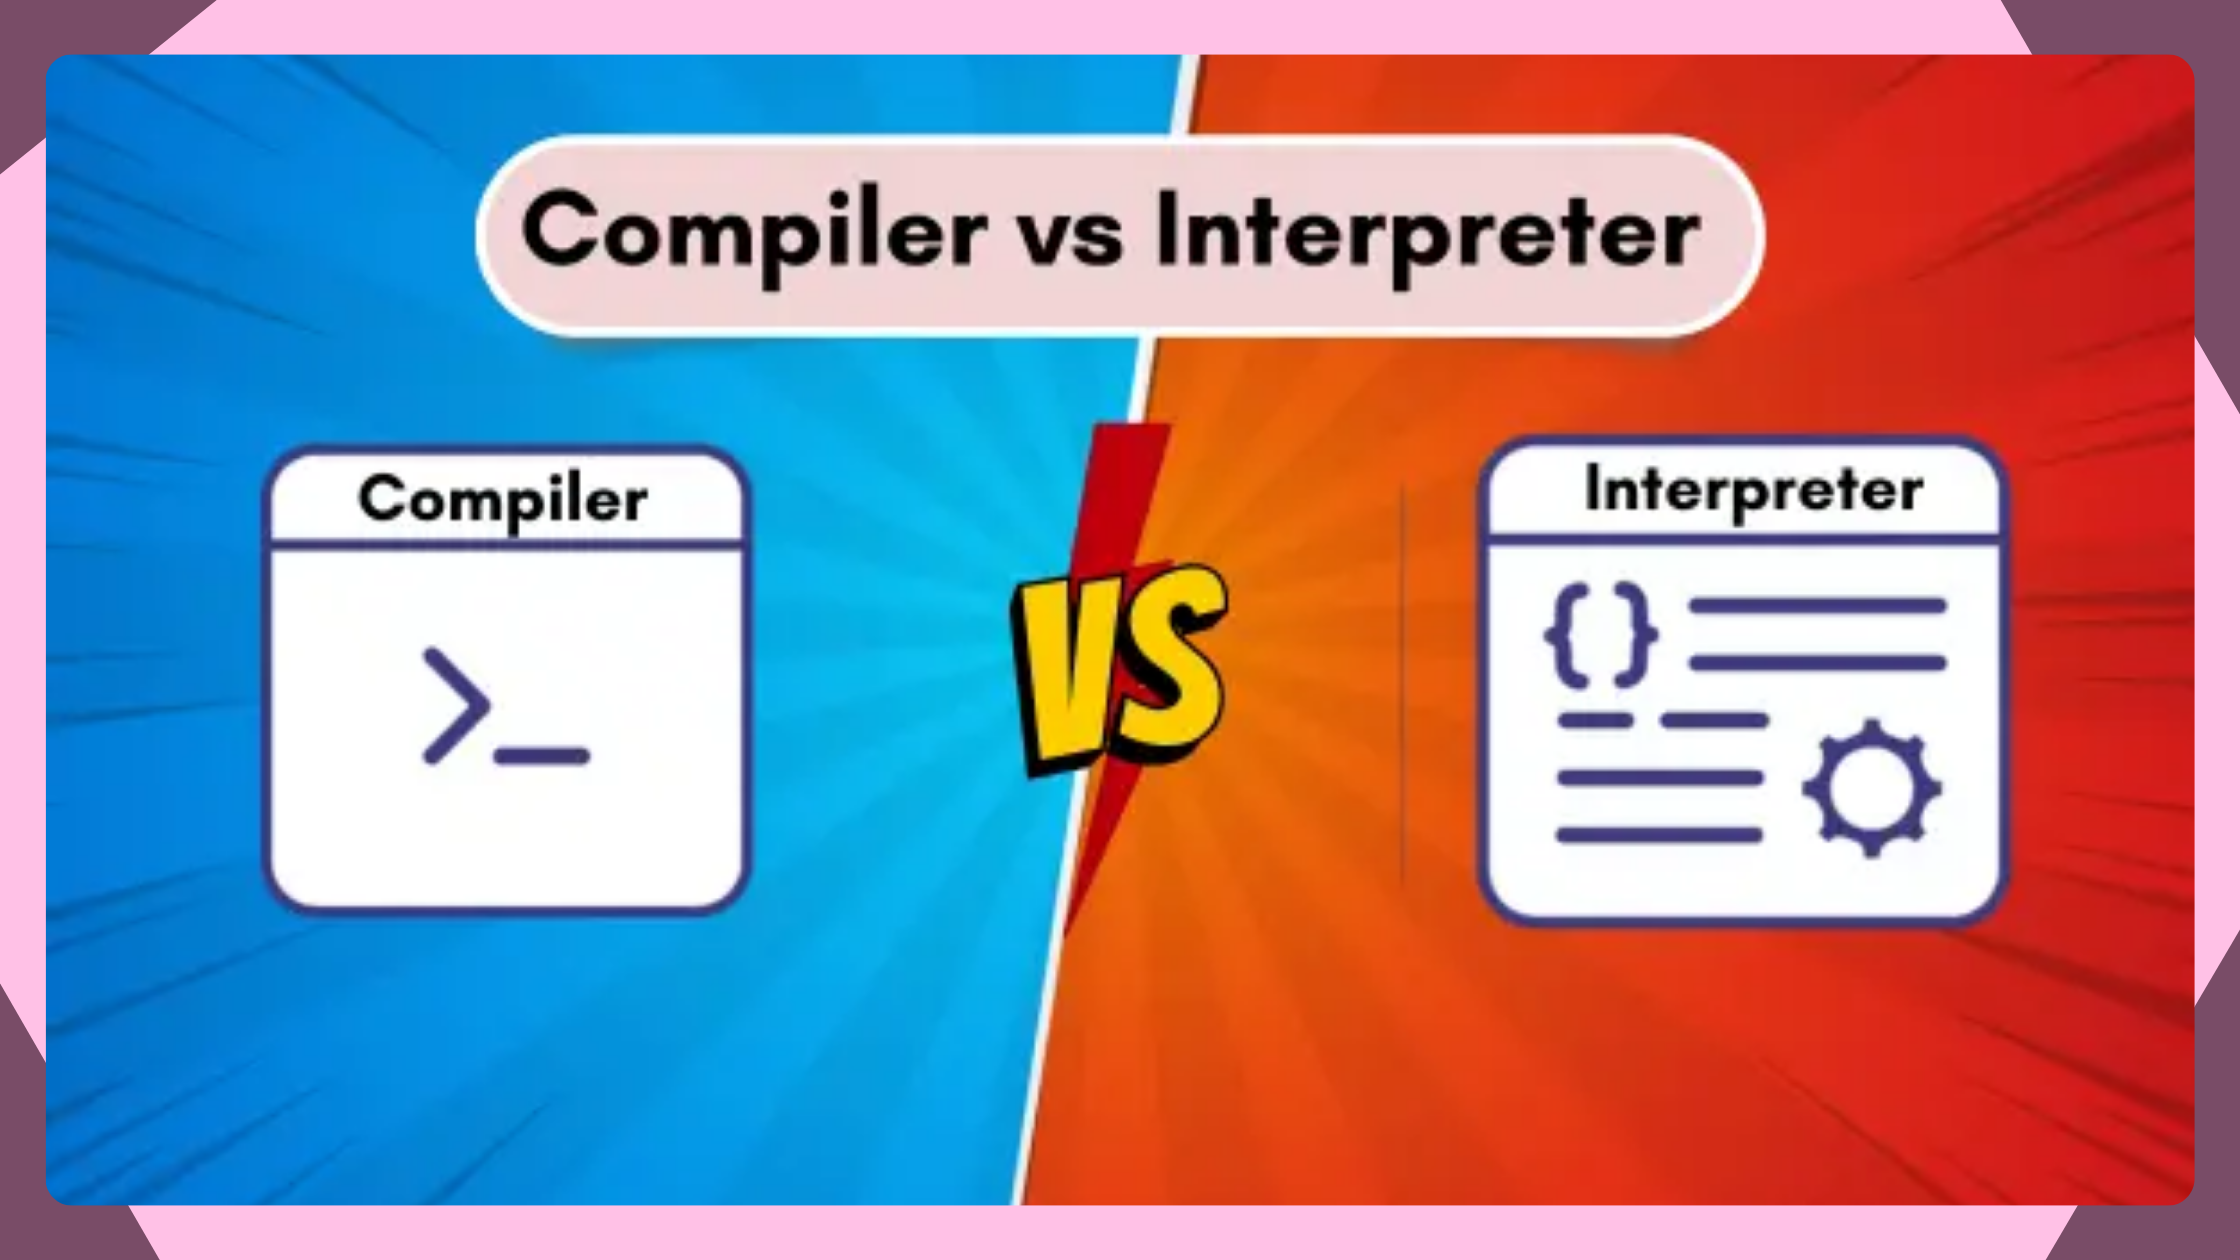 Compiler vs Interpreter
Compiler
Interpreter
VS
>_
{}